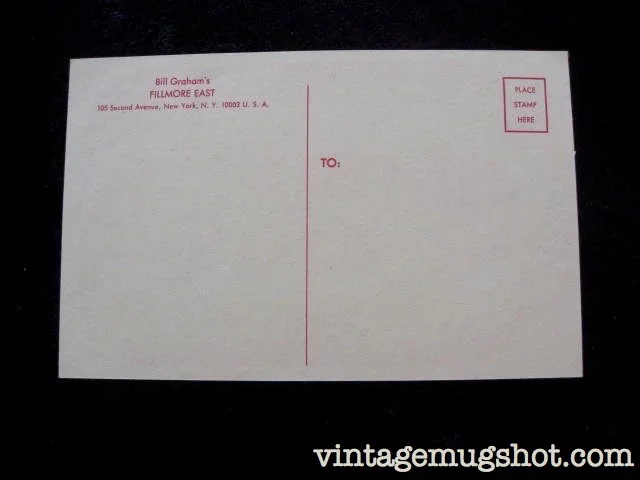 Bill Graham's
FILLMORE EAST
105 Second Avenue, New York, N. Y. 10003 U. S. A.
PLACE
STAMP
HERE
TO:
vintagemugshot.com